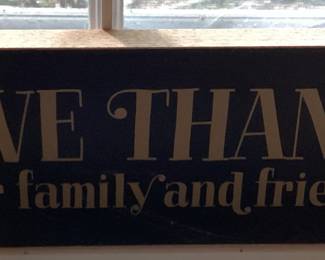 VE THAN
r family and frie